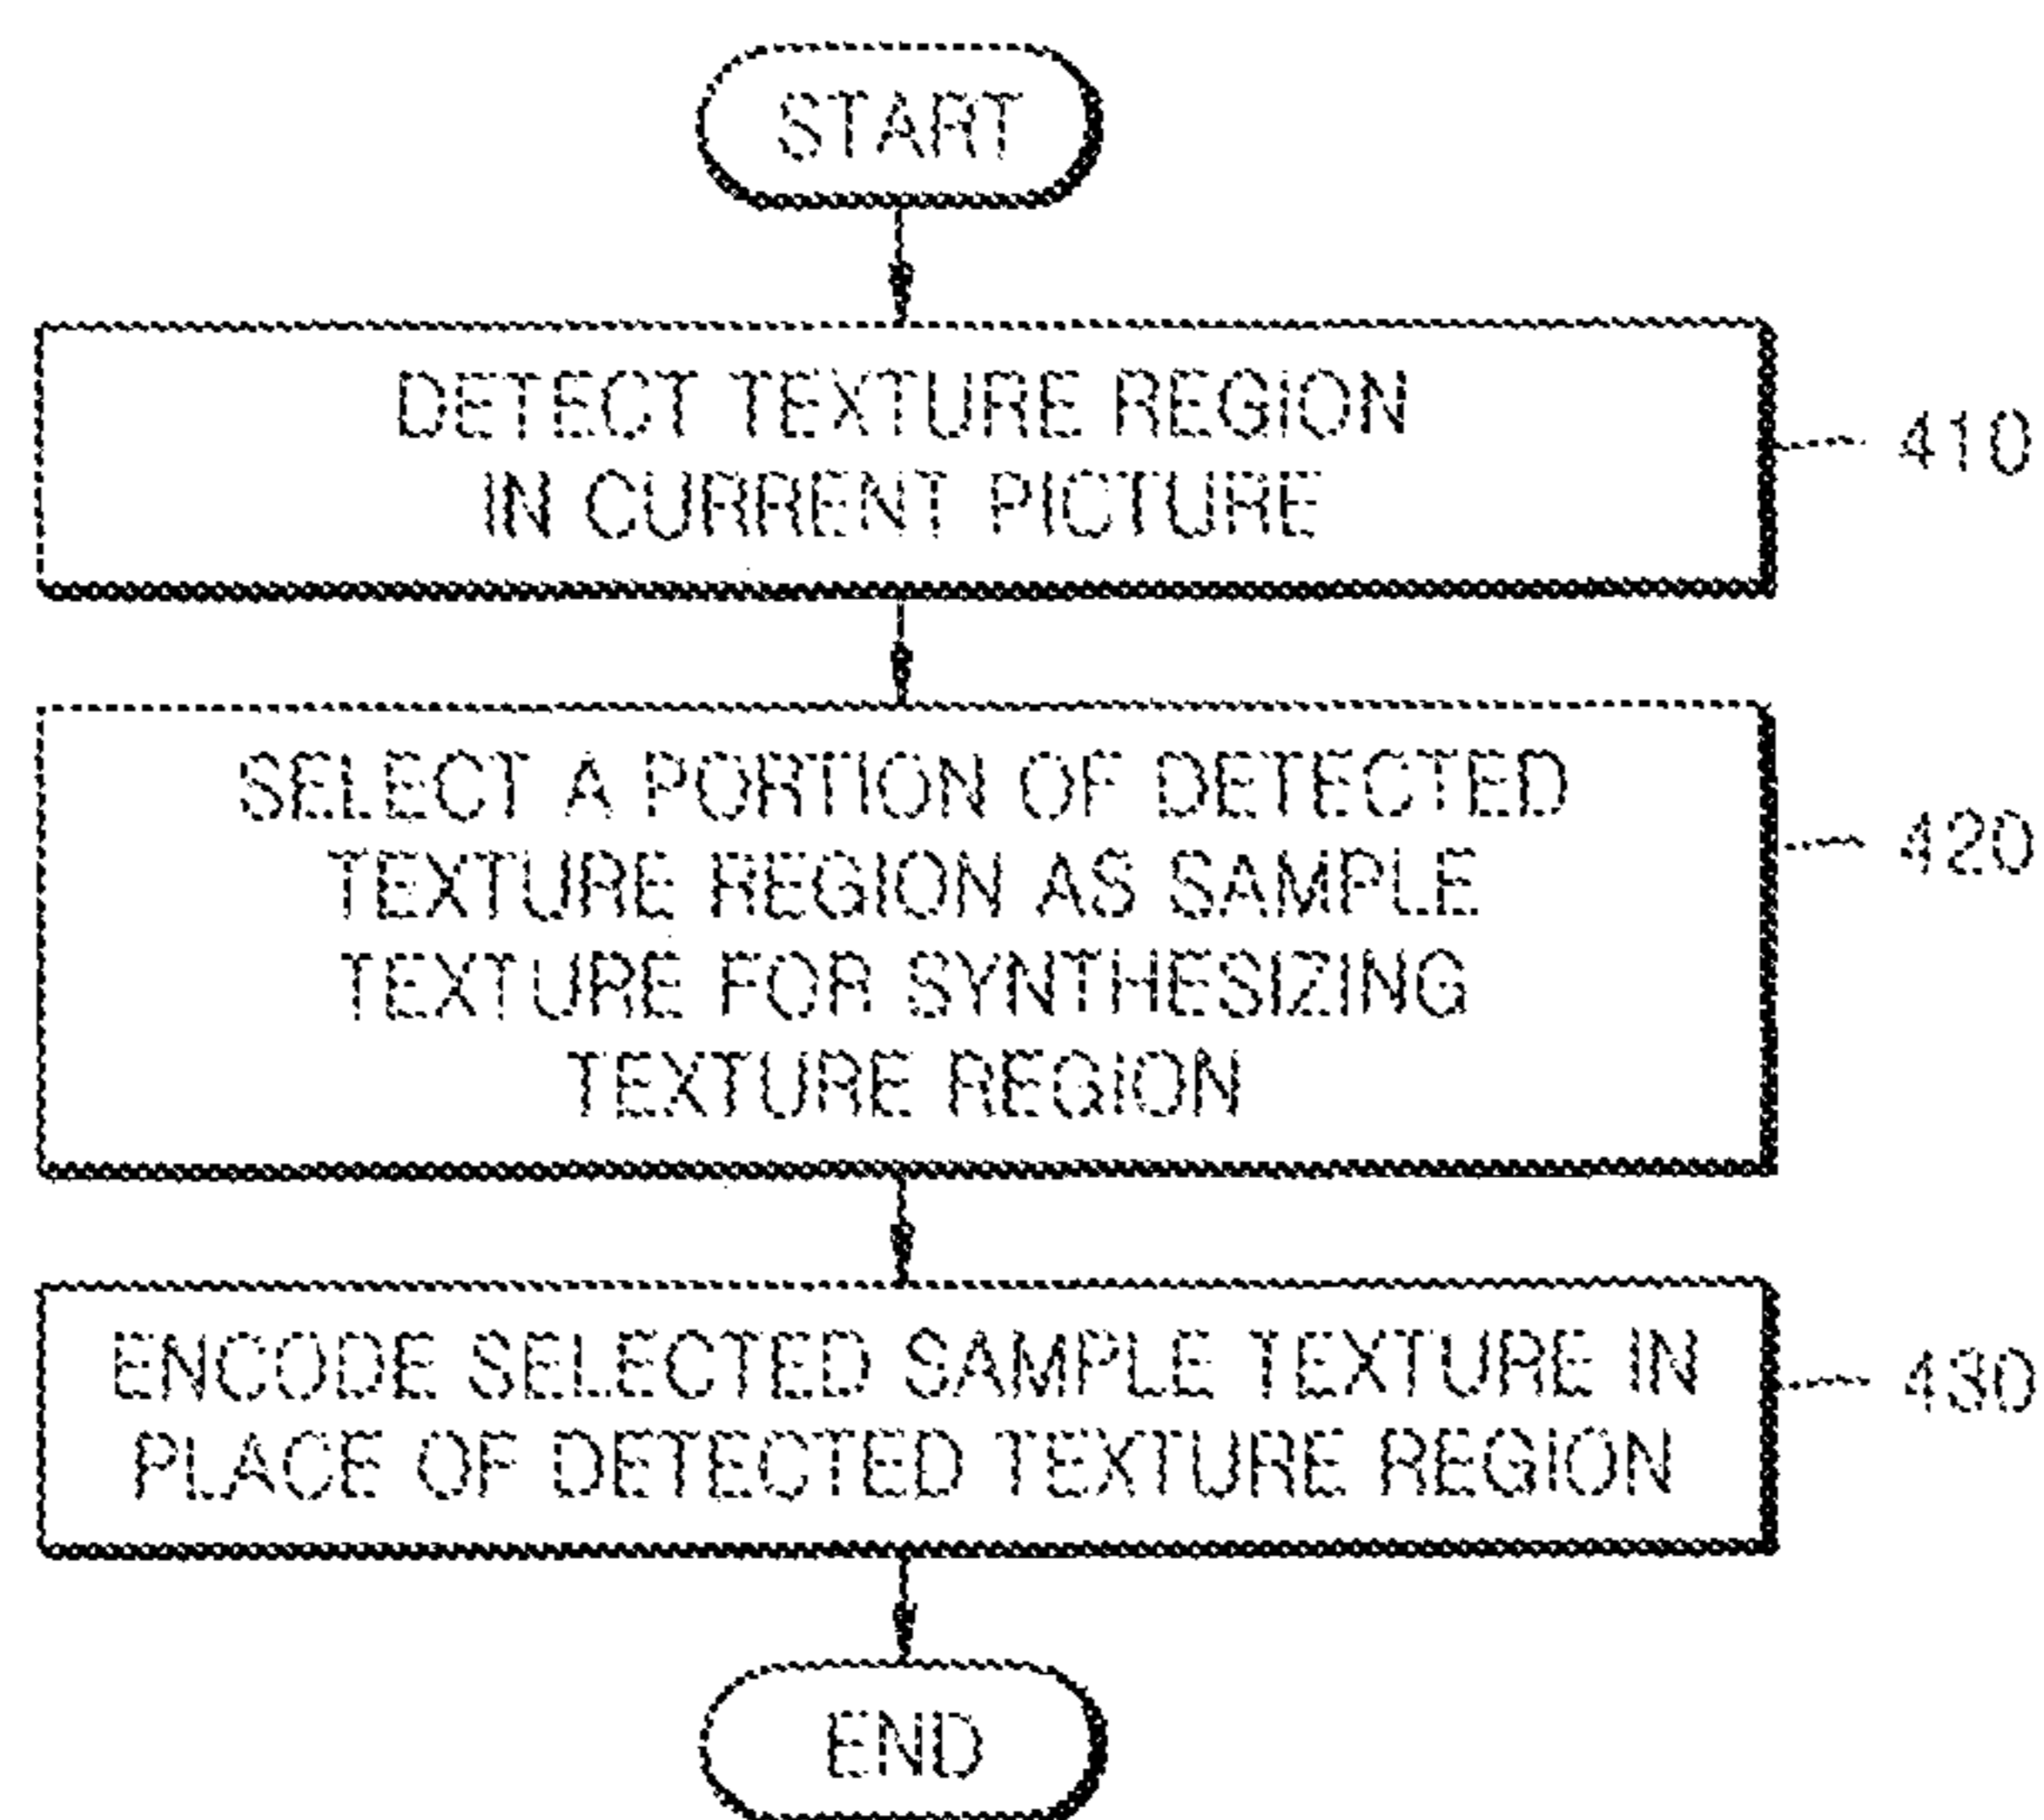 START
DETECT TEXTURE REGION
IN CURRENT PICTURE
410
SELECT A PORTION OF DETECTED
TEXTURE REGION AS SAMPLE
TEXTURE FOR SYNTHESIZING
TEXTURE REGION
420
ENCODE SELECTED SAMPLE TEXTURE IN
PLACE OF DETECTED TEXTURE REGION
430
END